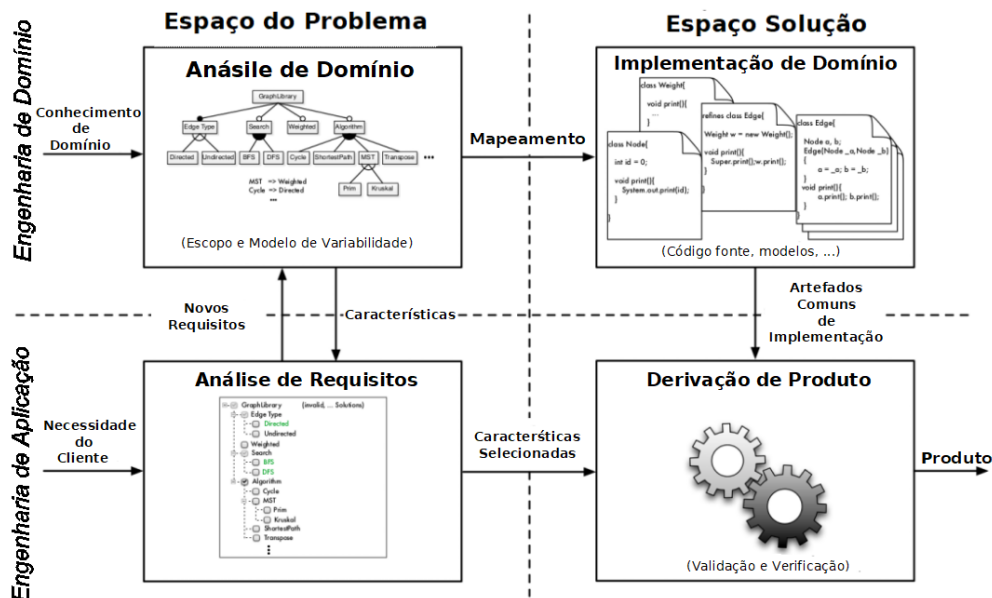 Espaço do Problema
Espaço Solução
Engenharia de Domínio
Conhecimento
de
Domínio
Anásile de Domínio
GraphLibrary
Edge Type
Search
Weighted
Algorithm
Directed
Undirected
BFS
DFS
Cycle
ShortestPath
MST
Transpose
...
MST => Weighted
Cycle => Directed
...
Prim
Kruskal
(Escopo e Modelo de Variabilidade)
Mapeamento
Implementação de Domínio
class Weight{
void print(){
...
}
refines class Edge{
Weight w = new Weight();
void print(){
Super.print();w.print();
}
}
class Edge{
Node a, b;
Edge(Node _a,Node _b)
{
a = _a; b = _b;
}
void print(){
a.print(); b.print();
}
}
class Node{
int id = 0;
void print(){
System.out.print(id);
}
}
(Código fonte, modelos, ...)
Novos
Requisitos
Características
Artefados
Comuns
de
Implementação
Engenharia de Aplicação
Necessidade
do
Cliente
Análise de Requisitos
GraphLibrary (invalid, ... Solutions)
Edge Type
Directed
Undirected
Weighted
Search
BFS
DFS
Algorithm
Cycle
MST
Prim
Kruskal
ShortestPath
Transpose
Caracterśticas
Selecionadas
Derivação de Produto
(Validação e Verificação)
Produto